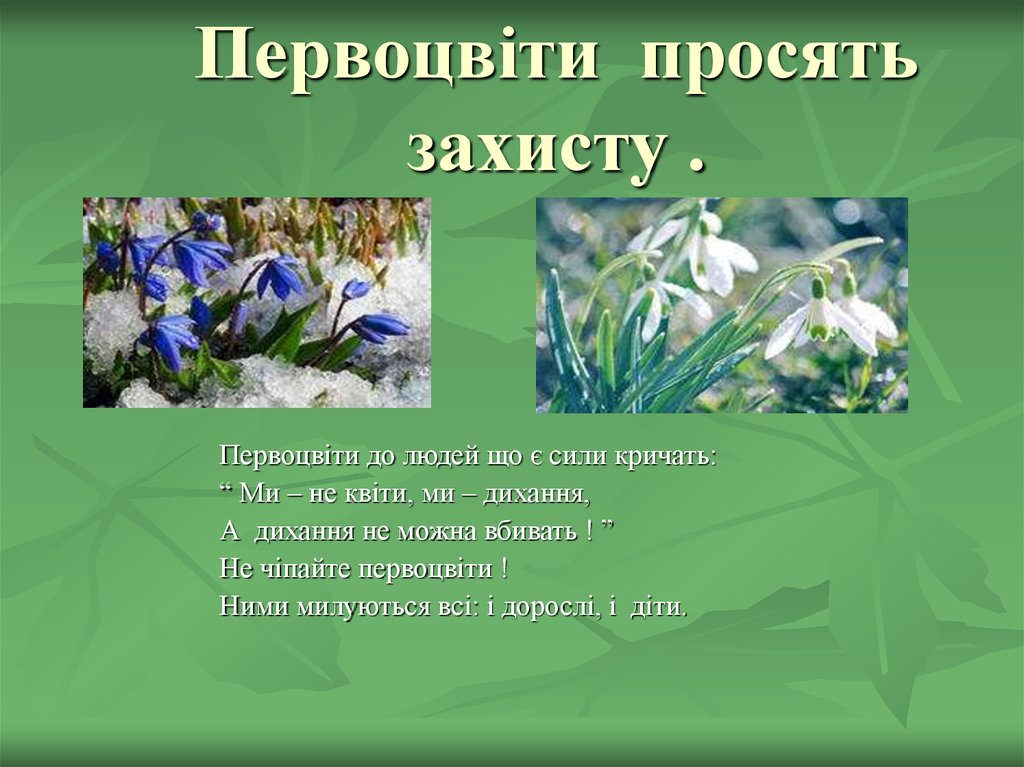 Первоцвіти просять
захисту .
Первоцвіти до людей що є сили кричать:
“ Ми – не квіти, ми – дихання,
А дихання не можна вбивать ! ”
Не чіпайте первоцвіти !
Ними милуються всі: і дорослі, і діти.